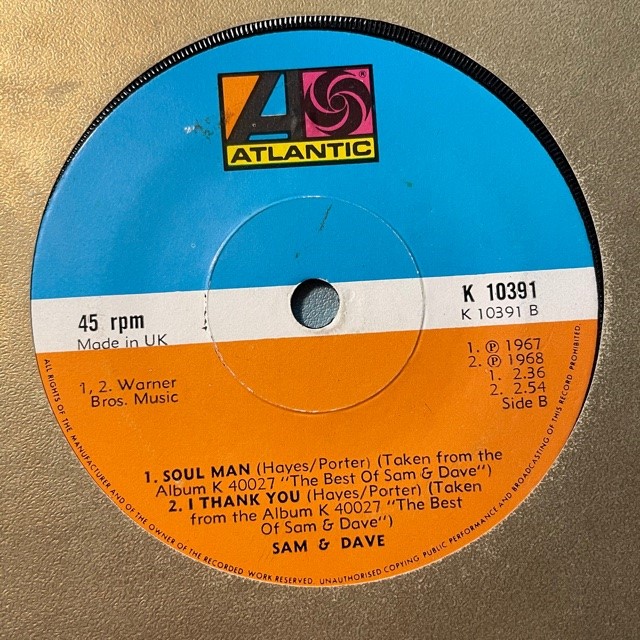 ®
ATLANTIC
45 rpm
Made in UK
K 10391
K 10391 B
1, 2. Warner
Bros. Music
1. ℗ 1967
2. ℗ 1968
1. 2.36
2. 2.54
Side B
1. SOUL MAN (Hayes/Porter) (Taken from the
Album K 40027 "The Best Of Sam & Dave")
2. I THANK YOU (Hayes/Porter) (Taken
from the Album K 40027 "The Best
Of Sam & Dave")
SAM & DAVE
ALL RIGHTS OF THE MANUFACTURER AND OF THE OWNER OF THE RECORDED WORK RESERVED. UNAUTHORISED COPYING PUBLIC PERFORMANCE AND BROADCASTING OF THIS RECORD PROHIBITED.